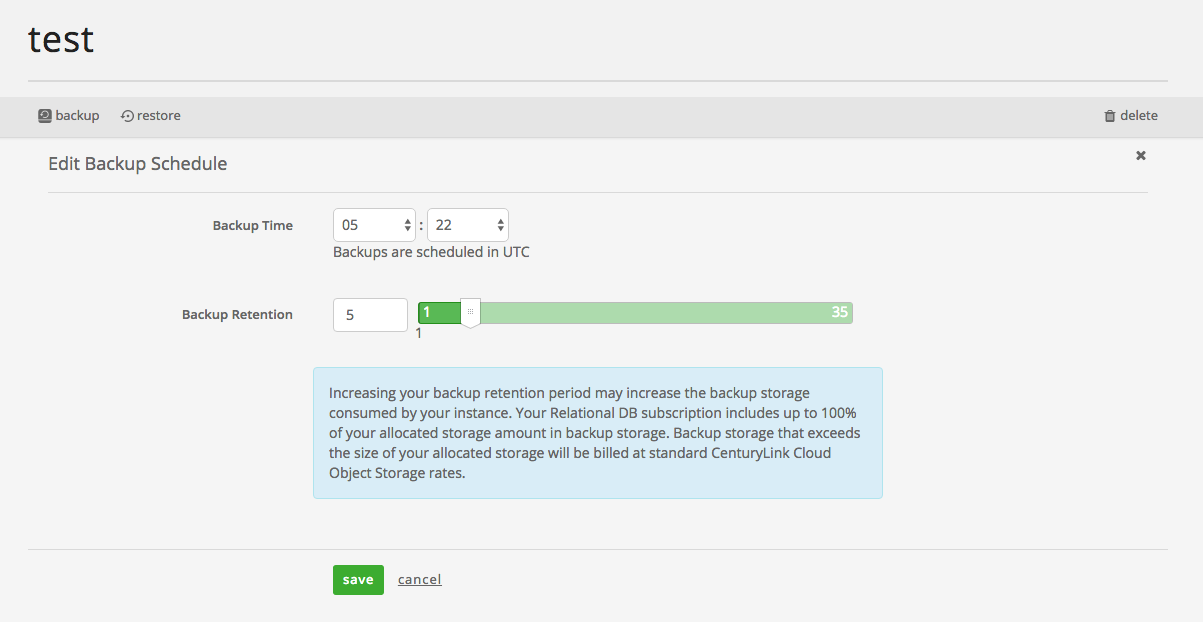 test
backup restore delete
Edit Backup Schedule
Backup Time 05 : 22
Backups are scheduled in UTC
Backup Retention 5 1 35
1
Increasing your backup retention period may increase the backup storage
consumed by your instance. Your Relational DB subscription includes up to 100%
of your allocated storage amount in backup storage. Backup storage that exceeds
the size of your allocated storage will be billed at standard CenturyLink Cloud
Object Storage rates.
save cancel